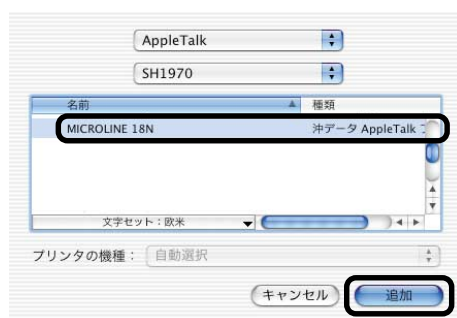 AppleTalk
SH1970
名前 種類
MICROLINE 18N 沖データ AppleTalk
文字セット：欧米
プリンタの機種： 自動選択
キャンセル 追加